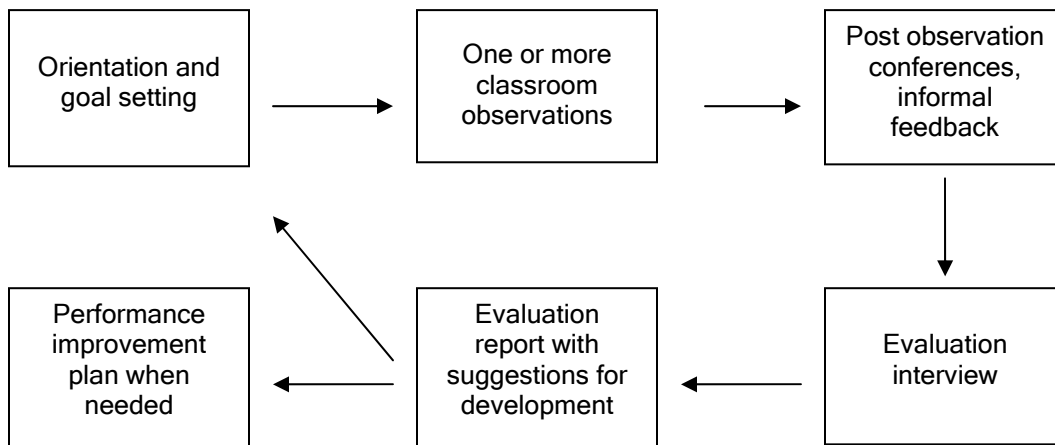 Orientation and
goal setting
One or more
classroom
observations
Post observation
conferences,
informal
feedback
Performance
improvement
plan when
needed
Evaluation
report with
suggestions for
development
Evaluation
interview